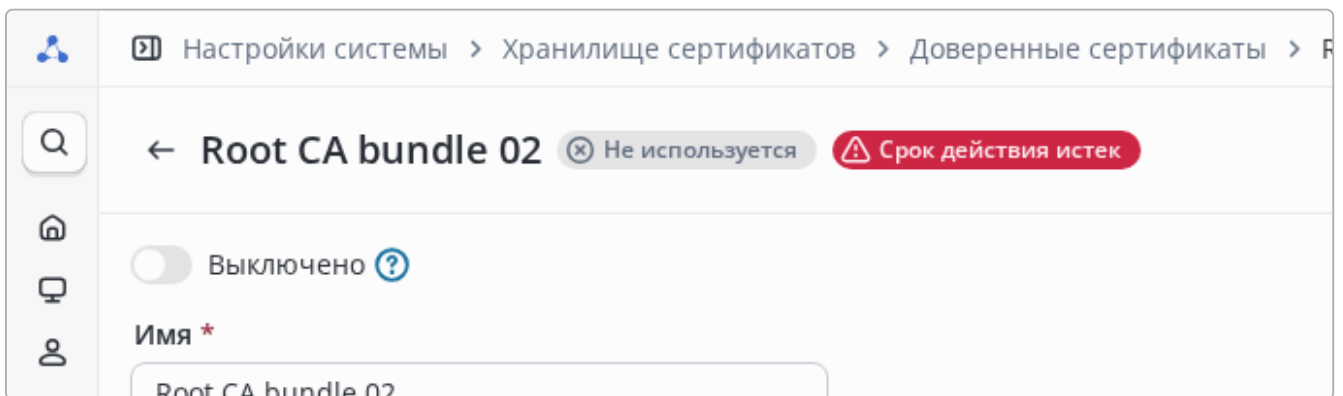 Настройки системы > Хранилище сертификатов > Доверенные сертификаты >
Root CA bundle 02 Не используется Срок действия истек
Выключено
Имя *
Root CA bundle 02